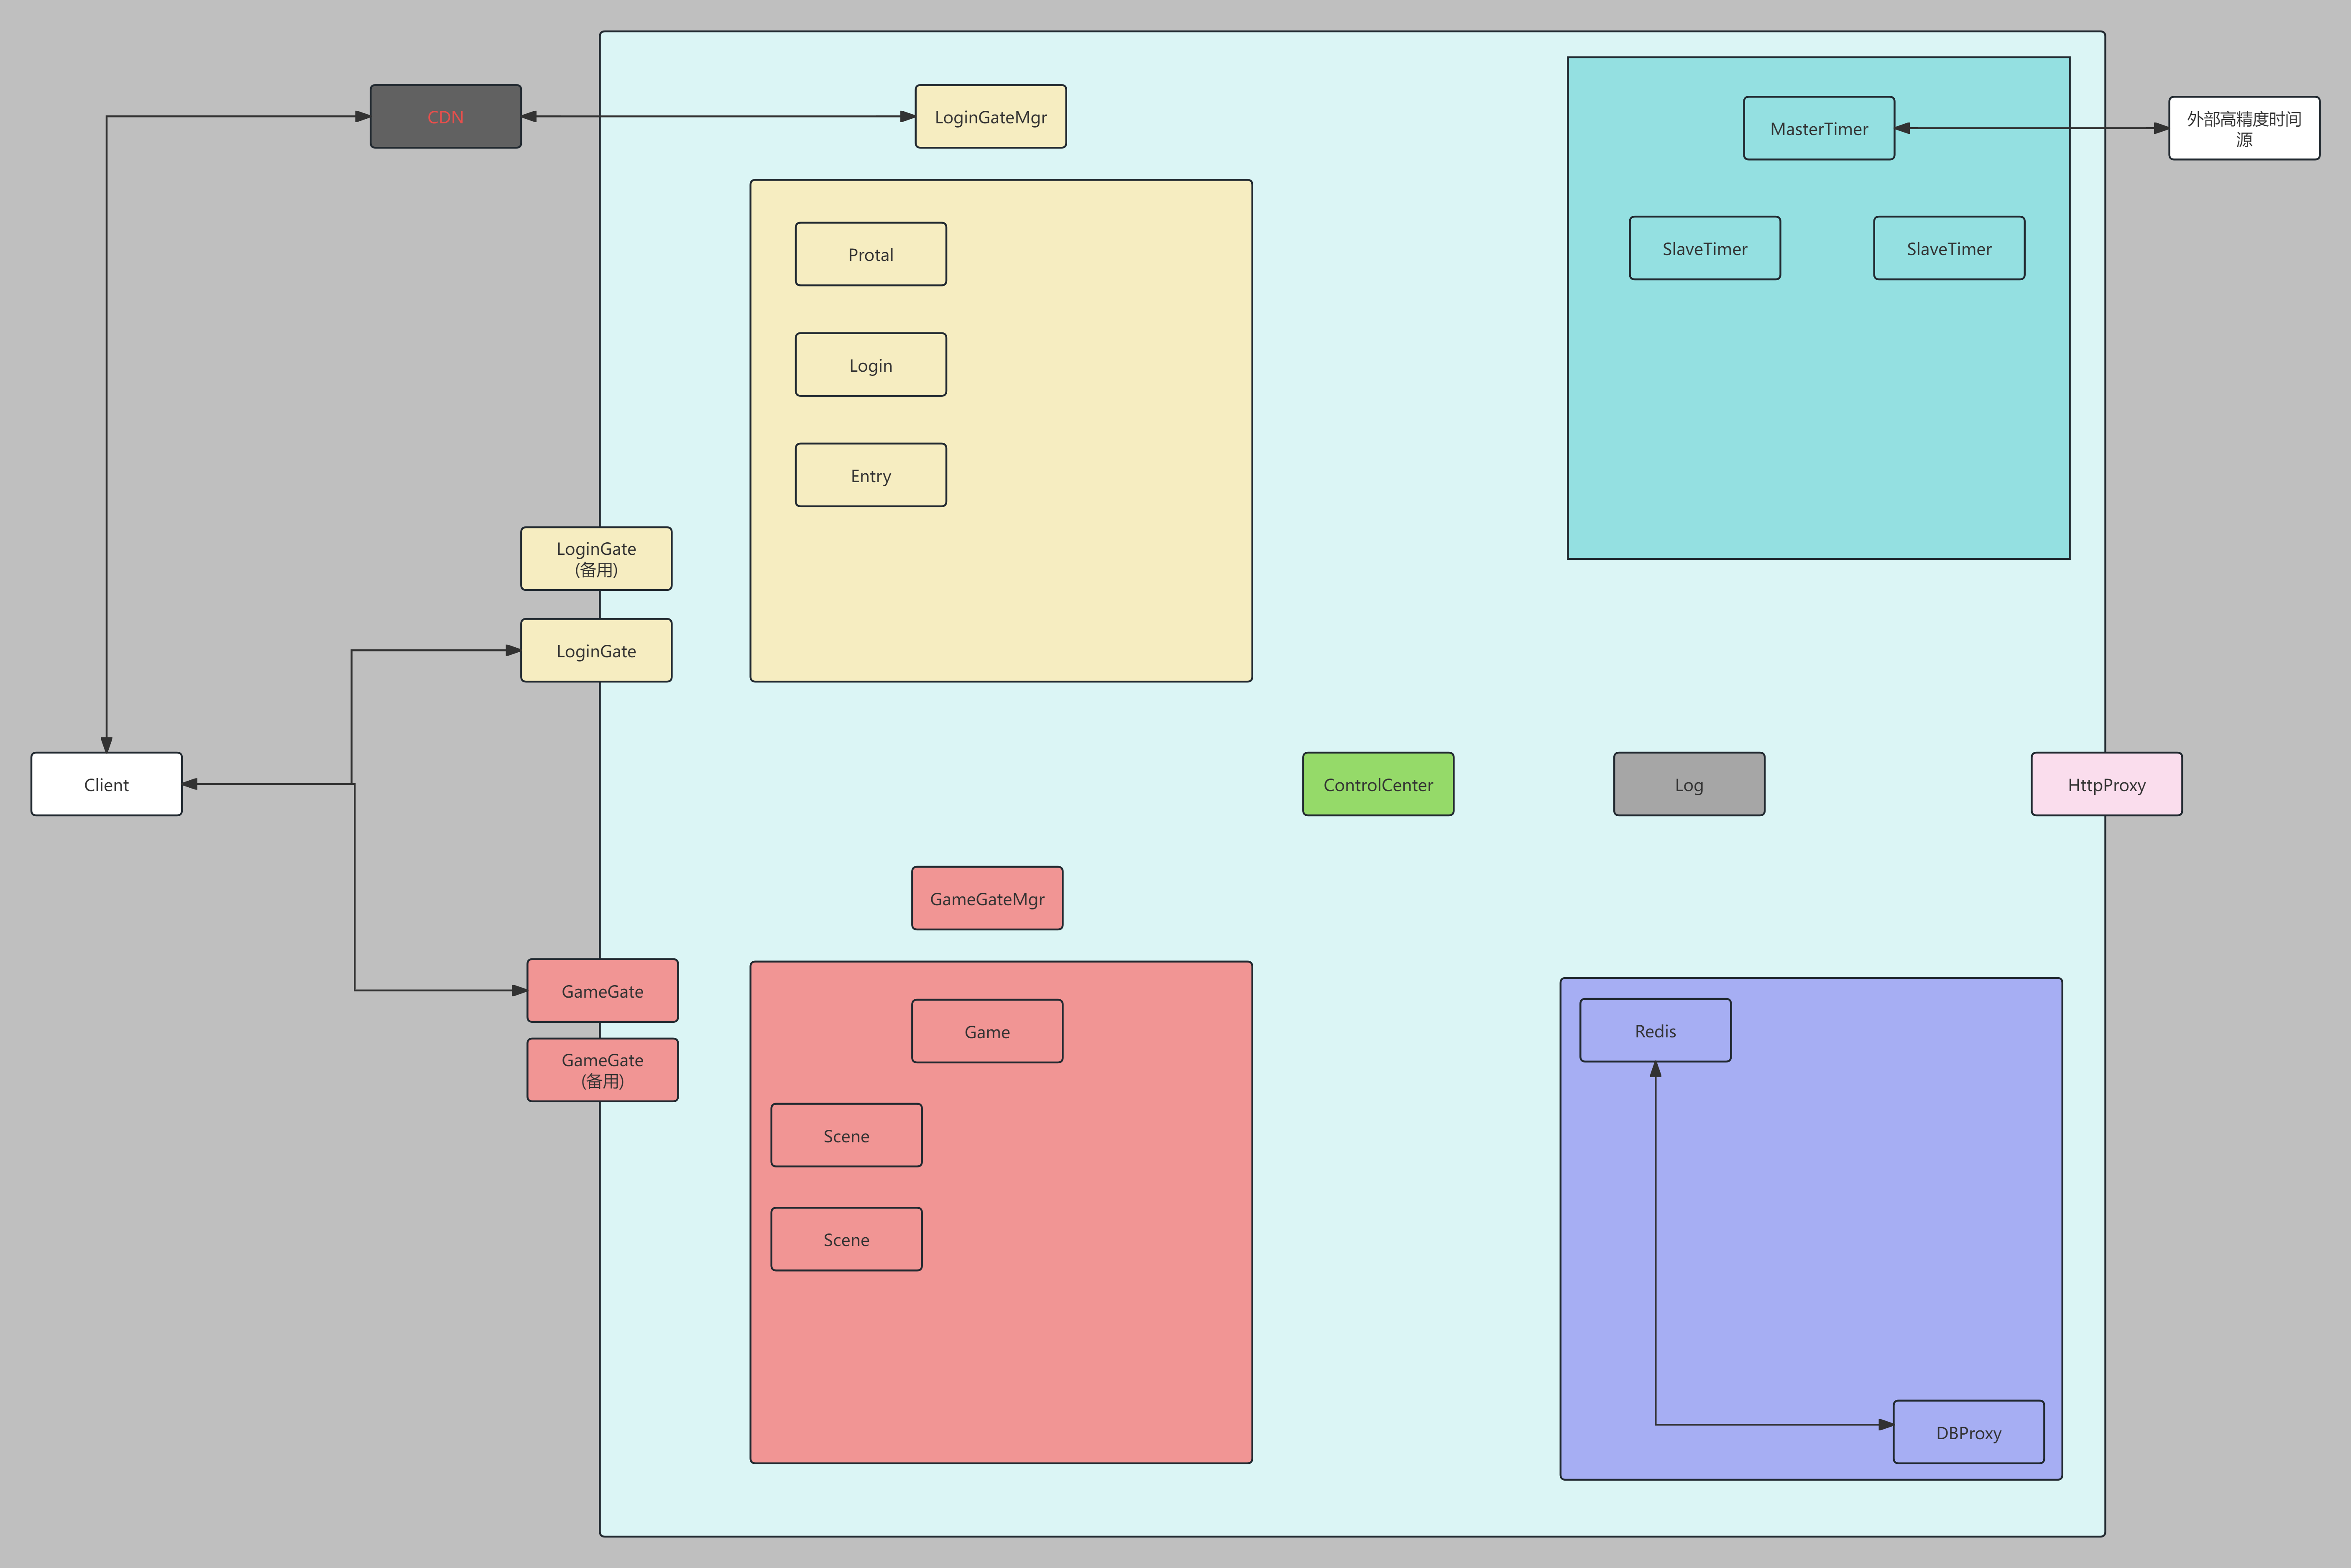 CDN
LoginGateMgr
MasterTimer
外部高精度时间
源
Protal
SlaveTimer
SlaveTimer
Login
Entry
LoginGate
(备用)
LoginGate
Client
ControlCenter
Log
HttpProxy
GameGateMgr
GameGate
Game
Redis
GameGate
(备用)
Scene
Scene
DBProxy